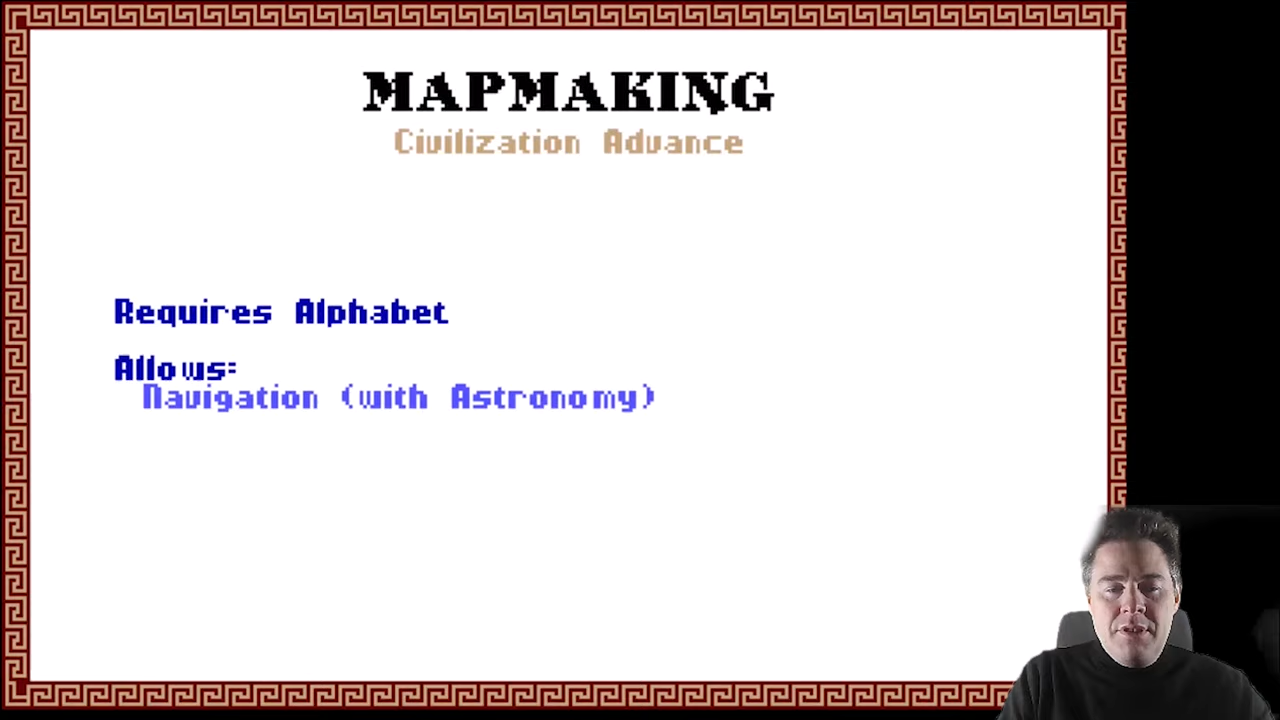 MAPMAKING
Civilization Advance
Requires Alphabet
Allows:
Navigation (with Astronomy)